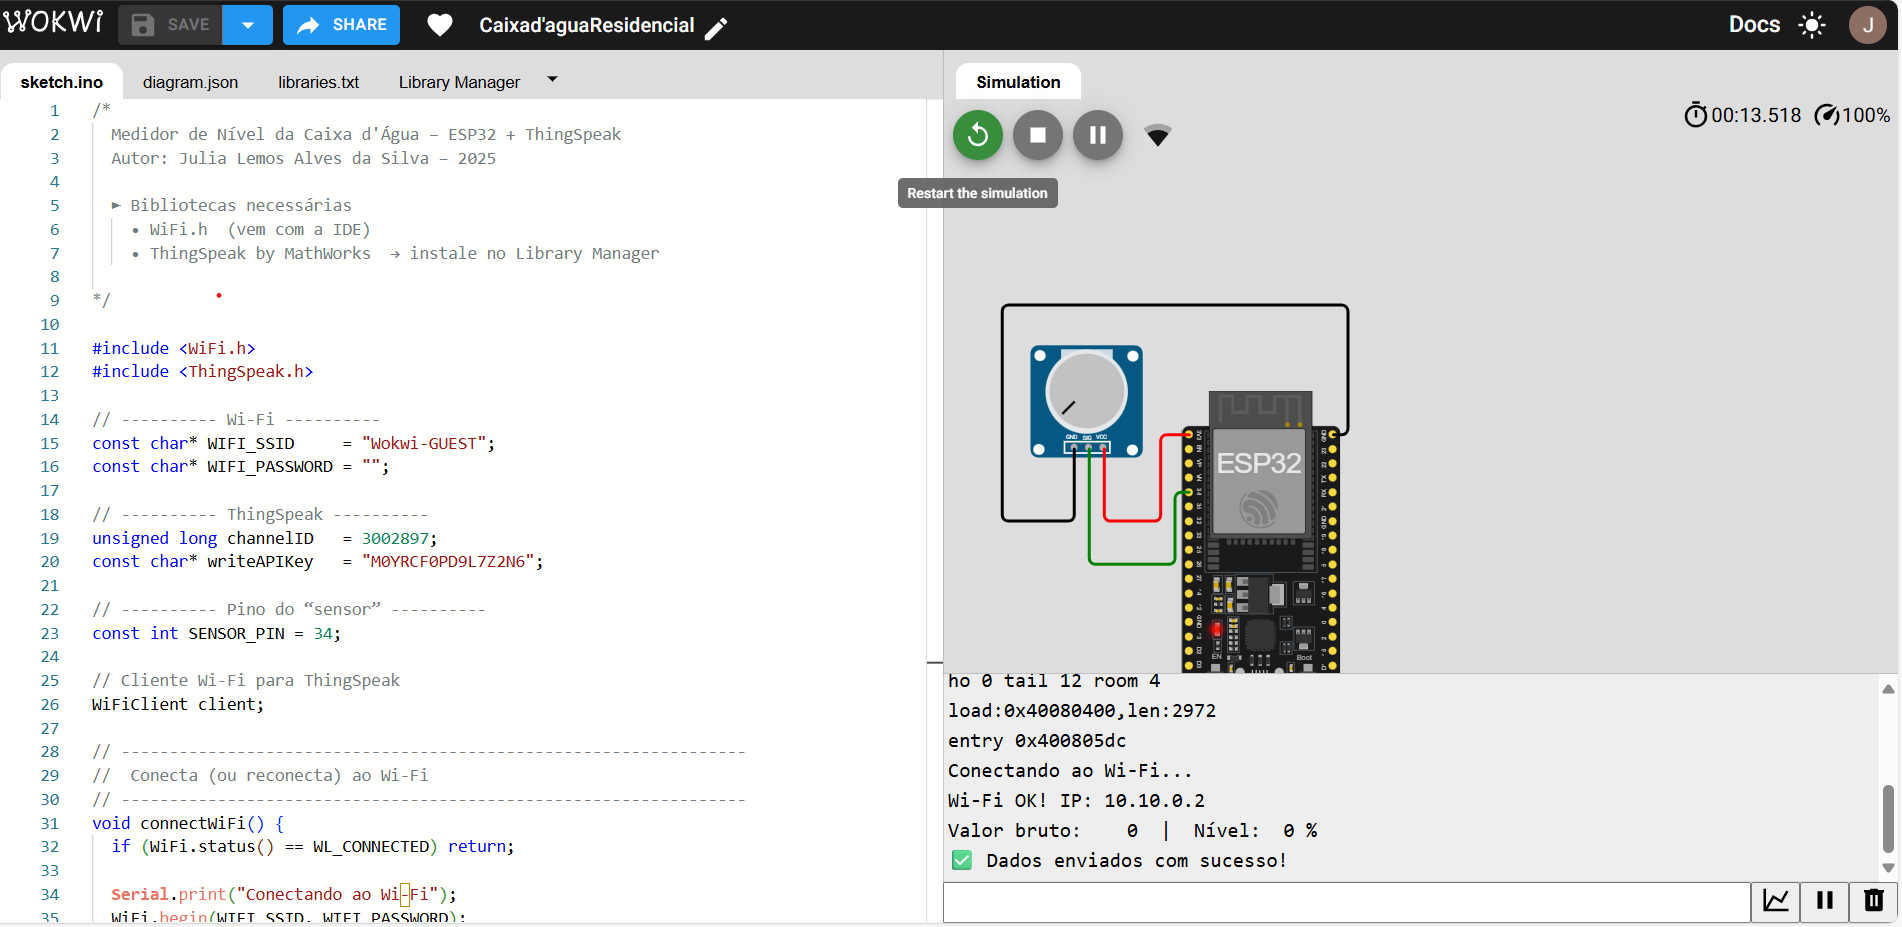 WOKWI SAVE SHARE Caixad'aguaResidencial Docs J
sketch.ino diagram.json libraries.txt Library Manager
1 /*
2 Medidor de Nível da Caixa d'Água – ESP32 + ThingSpeak
3 Autor: Julia Lemos Alves da Silva – 2025
4
5 ► Bibliotecas necessárias
6 • WiFi.h (vem com a IDE)
7 • ThingSpeak by MathWorks → instale no Library Manager
8
9 */
10
11 #include <WiFi.h>
12 #include <ThingSpeak.h>
13
14 // ---------- Wi-Fi ----------
15 const char* WIFI_SSID = "Wokwi-GUEST";
16 const char* WIFI_PASSWORD = "";
17
18 // ---------- ThingSpeak ----------
19 unsigned long channelID = 3002897;
20 const char* writeAPIKey = "M0YRCF0PD9L7Z2N6";
21
22 // ---------- Pino do “sensor” ----------
23 const int SENSOR_PIN = 34;
24
25 // Cliente Wi-Fi para ThingSpeak
26 WiFiClient client;
27
28 // -----------------------------------------------------------------
29 // Conecta (ou reconecta) ao Wi-Fi
30 // -----------------------------------------------------------------
31 void connectWiFi() {
32 if (WiFi.status() == WL_CONNECTED) return;
33
34 Serial.print("Conectando ao Wi-Fi");
35 WiFi.begin(WIFI_SSID, WIFI_PASSWORD);
Simulation
00:13.518 100%
Restart the simulation
GND SIG VCC
ESP32
EN Boot
ho 0 tail 12 room 4
load:0x40080400,len:2972
entry 0x400805dc
Conectando ao Wi-Fi...
Wi-Fi OK! IP: 10.10.0.2
Valor bruto: 0 | Nível: 0 %
✅ Dados enviados com sucesso!